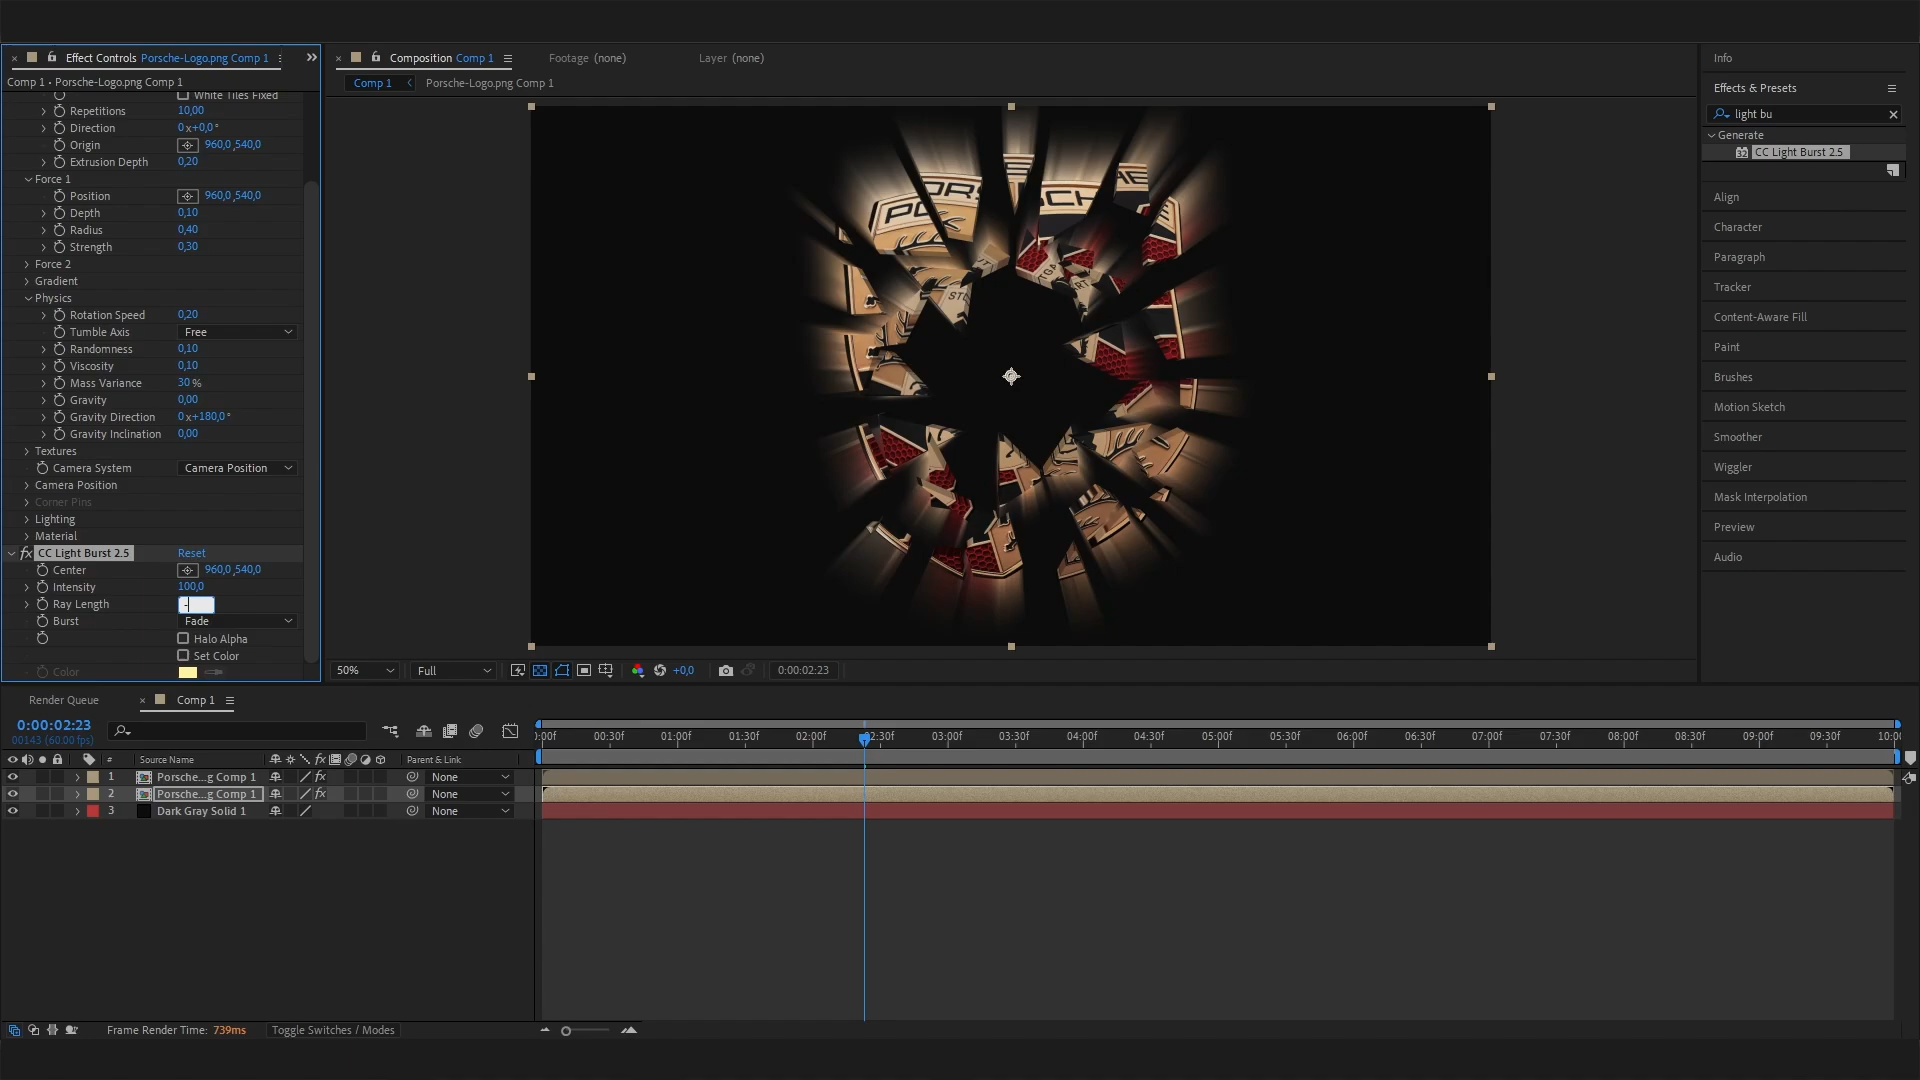 Effect Controls Porsche-Logo.png Comp 1
Comp 1 • Porsche-Logo.png Comp 1
White Tiles Fixed
Repetitions 10,00
Direction 0 x+0,0°
Origin 960,0,540,0
Extrusion Depth 0,20
Force 1
Position 960,0,540,0
Depth 0,10
Radius 0,40
Strength 0,30
Force 2
Gradient
Physics
Rotation Speed 0,20
Tumble Axis Free
Randomness 0,10
Viscosity 0,10
Mass Variance 30 %
Gravity 0,00
Gravity Direction 0 x+180,0°
Gravity Inclination 0,00
Textures
Camera System Camera Position
Camera Position
Corner Pins
Lighting
Material
fx CC Light Burst 2.5 Reset
Center 960,0,540,0
Intensity 100,0
Ray Length -
Burst Fade
Halo Alpha
Set Color
Color
Composition Comp 1
Footage (none)
Layer (none)
Comp 1
Porsche-Logo.png Comp 1
50%
Full
+0,0
0:00:02:23
Info
Effects & Presets
light bu
Generate
32 CC Light Burst 2.5
Align
Character
Paragraph
Tracker
Content-Aware Fill
Paint
Brushes
Motion Sketch
Smoother
Wiggler
Mask Interpolation
Preview
Audio
Render Queue
Comp 1
0:00:02:23
00143 (60.00 fps)
# Source Name fx Parent & Link
:00f 00:30f 01:00f 01:30f 02:00f 02:30f 03:00f 03:30f 04:00f 04:30f 05:00f 05:30f 06:00f 06:30f 07:00f 07:30f 08:00f 08:30f 09:00f 09:30f 10:00
1 Porsche...g Comp 1 fx None
2 Porsche...g Comp 1 fx None
3 Dark Gray Solid 1 None
Frame Render Time: 739ms
Toggle Switches / Modes